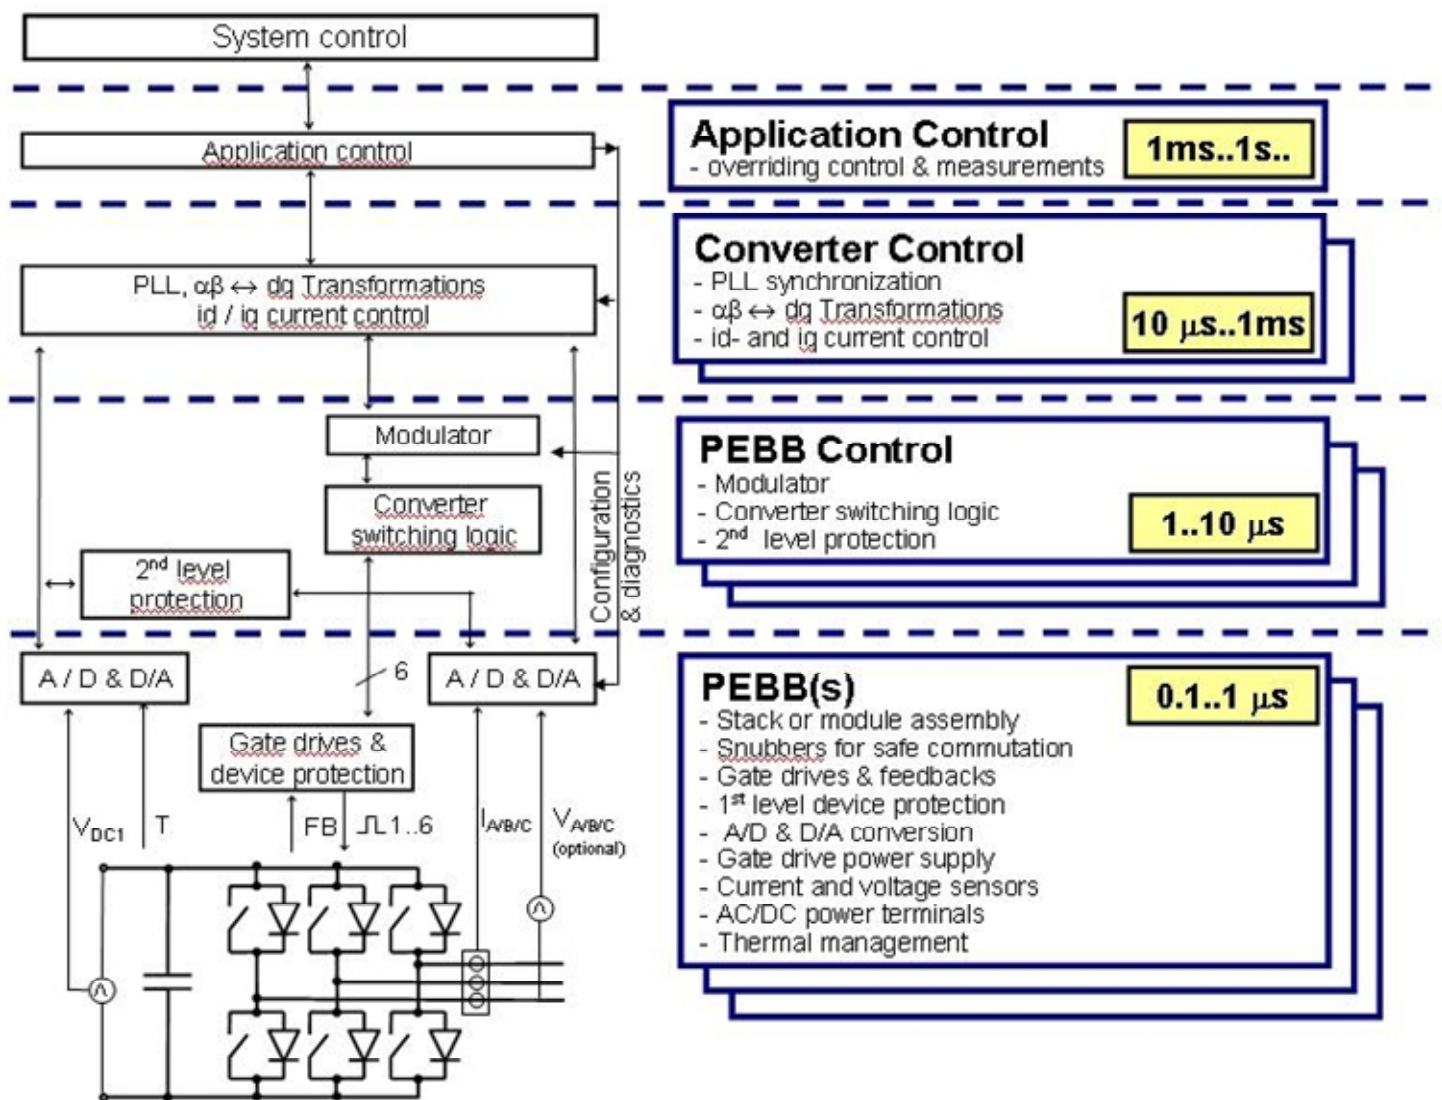 System control
Application control
Application Control
- overriding control & measurements
1ms..1s..
PLL, αβ ↔ dq Transformations
id / iq current control
Converter Control
- PLL synchronization
- αβ ↔ dq Transformations
- id- and iq current control
10 μs..1ms
Modulator
Converter
switching logic
2nd level
protection
Configuration
& diagnostics
PEBB Control
- Modulator
- Converter switching logic
- 2nd level protection
1..10 μs
A / D & D/A
6
A / D & D/A
Gate drives &
device protection
VDC1
T
FB
1..6
IA/B/C
VA/B/C
(optional)
PEBB(s)
0.1..1 μs
- Stack or module assembly
- Snubbers for safe commutation
- Gate drives & feedbacks
- 1st level device protection
- A/D & D/A conversion
- Gate drive power supply
- Current and voltage sensors
- AC/DC power terminals
- Thermal management